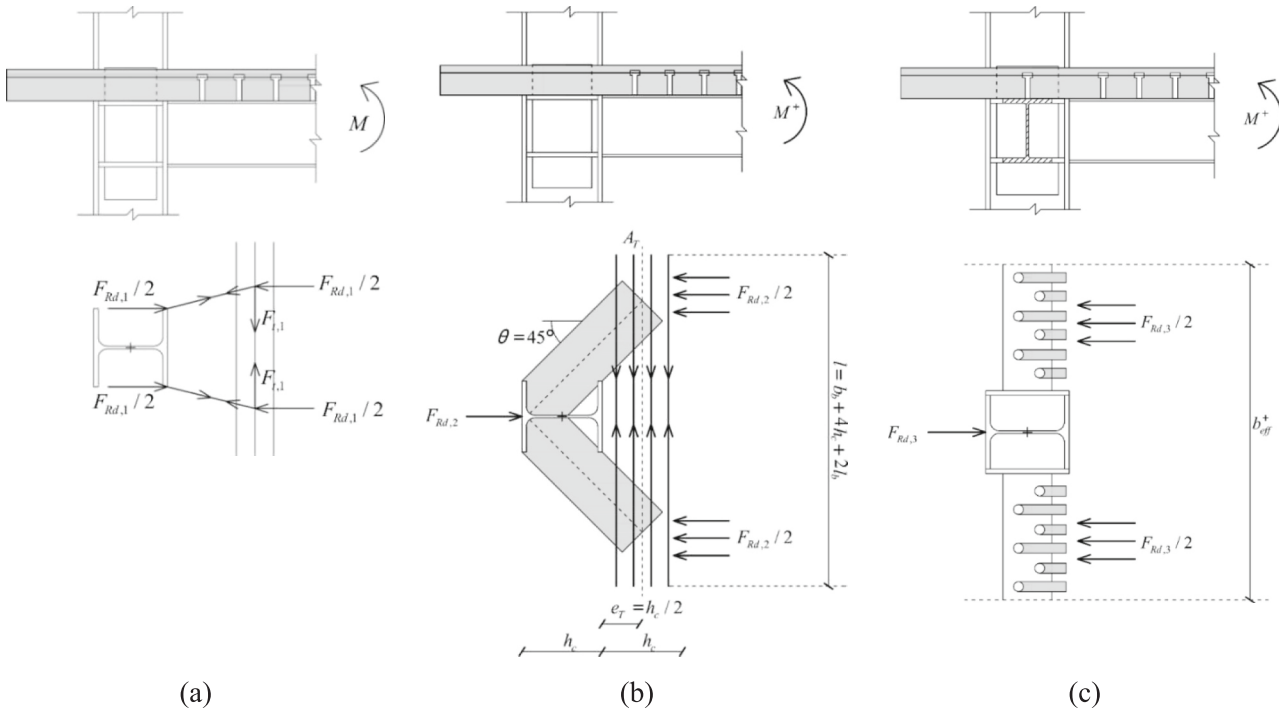 M
M⁺
M⁺
F_{Rd,1}/2
F_{Rd,1}/2
F_{t,1}
F_{t,1}
F_{Rd,1}/2
F_{Rd,1}/2
A_T
θ=45°
F_{Rd,2}/2
F_{Rd,2}
F_{Rd,2}/2
l = b_b + 4h_c + 2l_b
e_T = h_c/2
h_c
h_c
F_{Rd,3}/2
F_{Rd,3}
F_{Rd,3}/2
b_{eff}^+
(a)
(b)
(c)